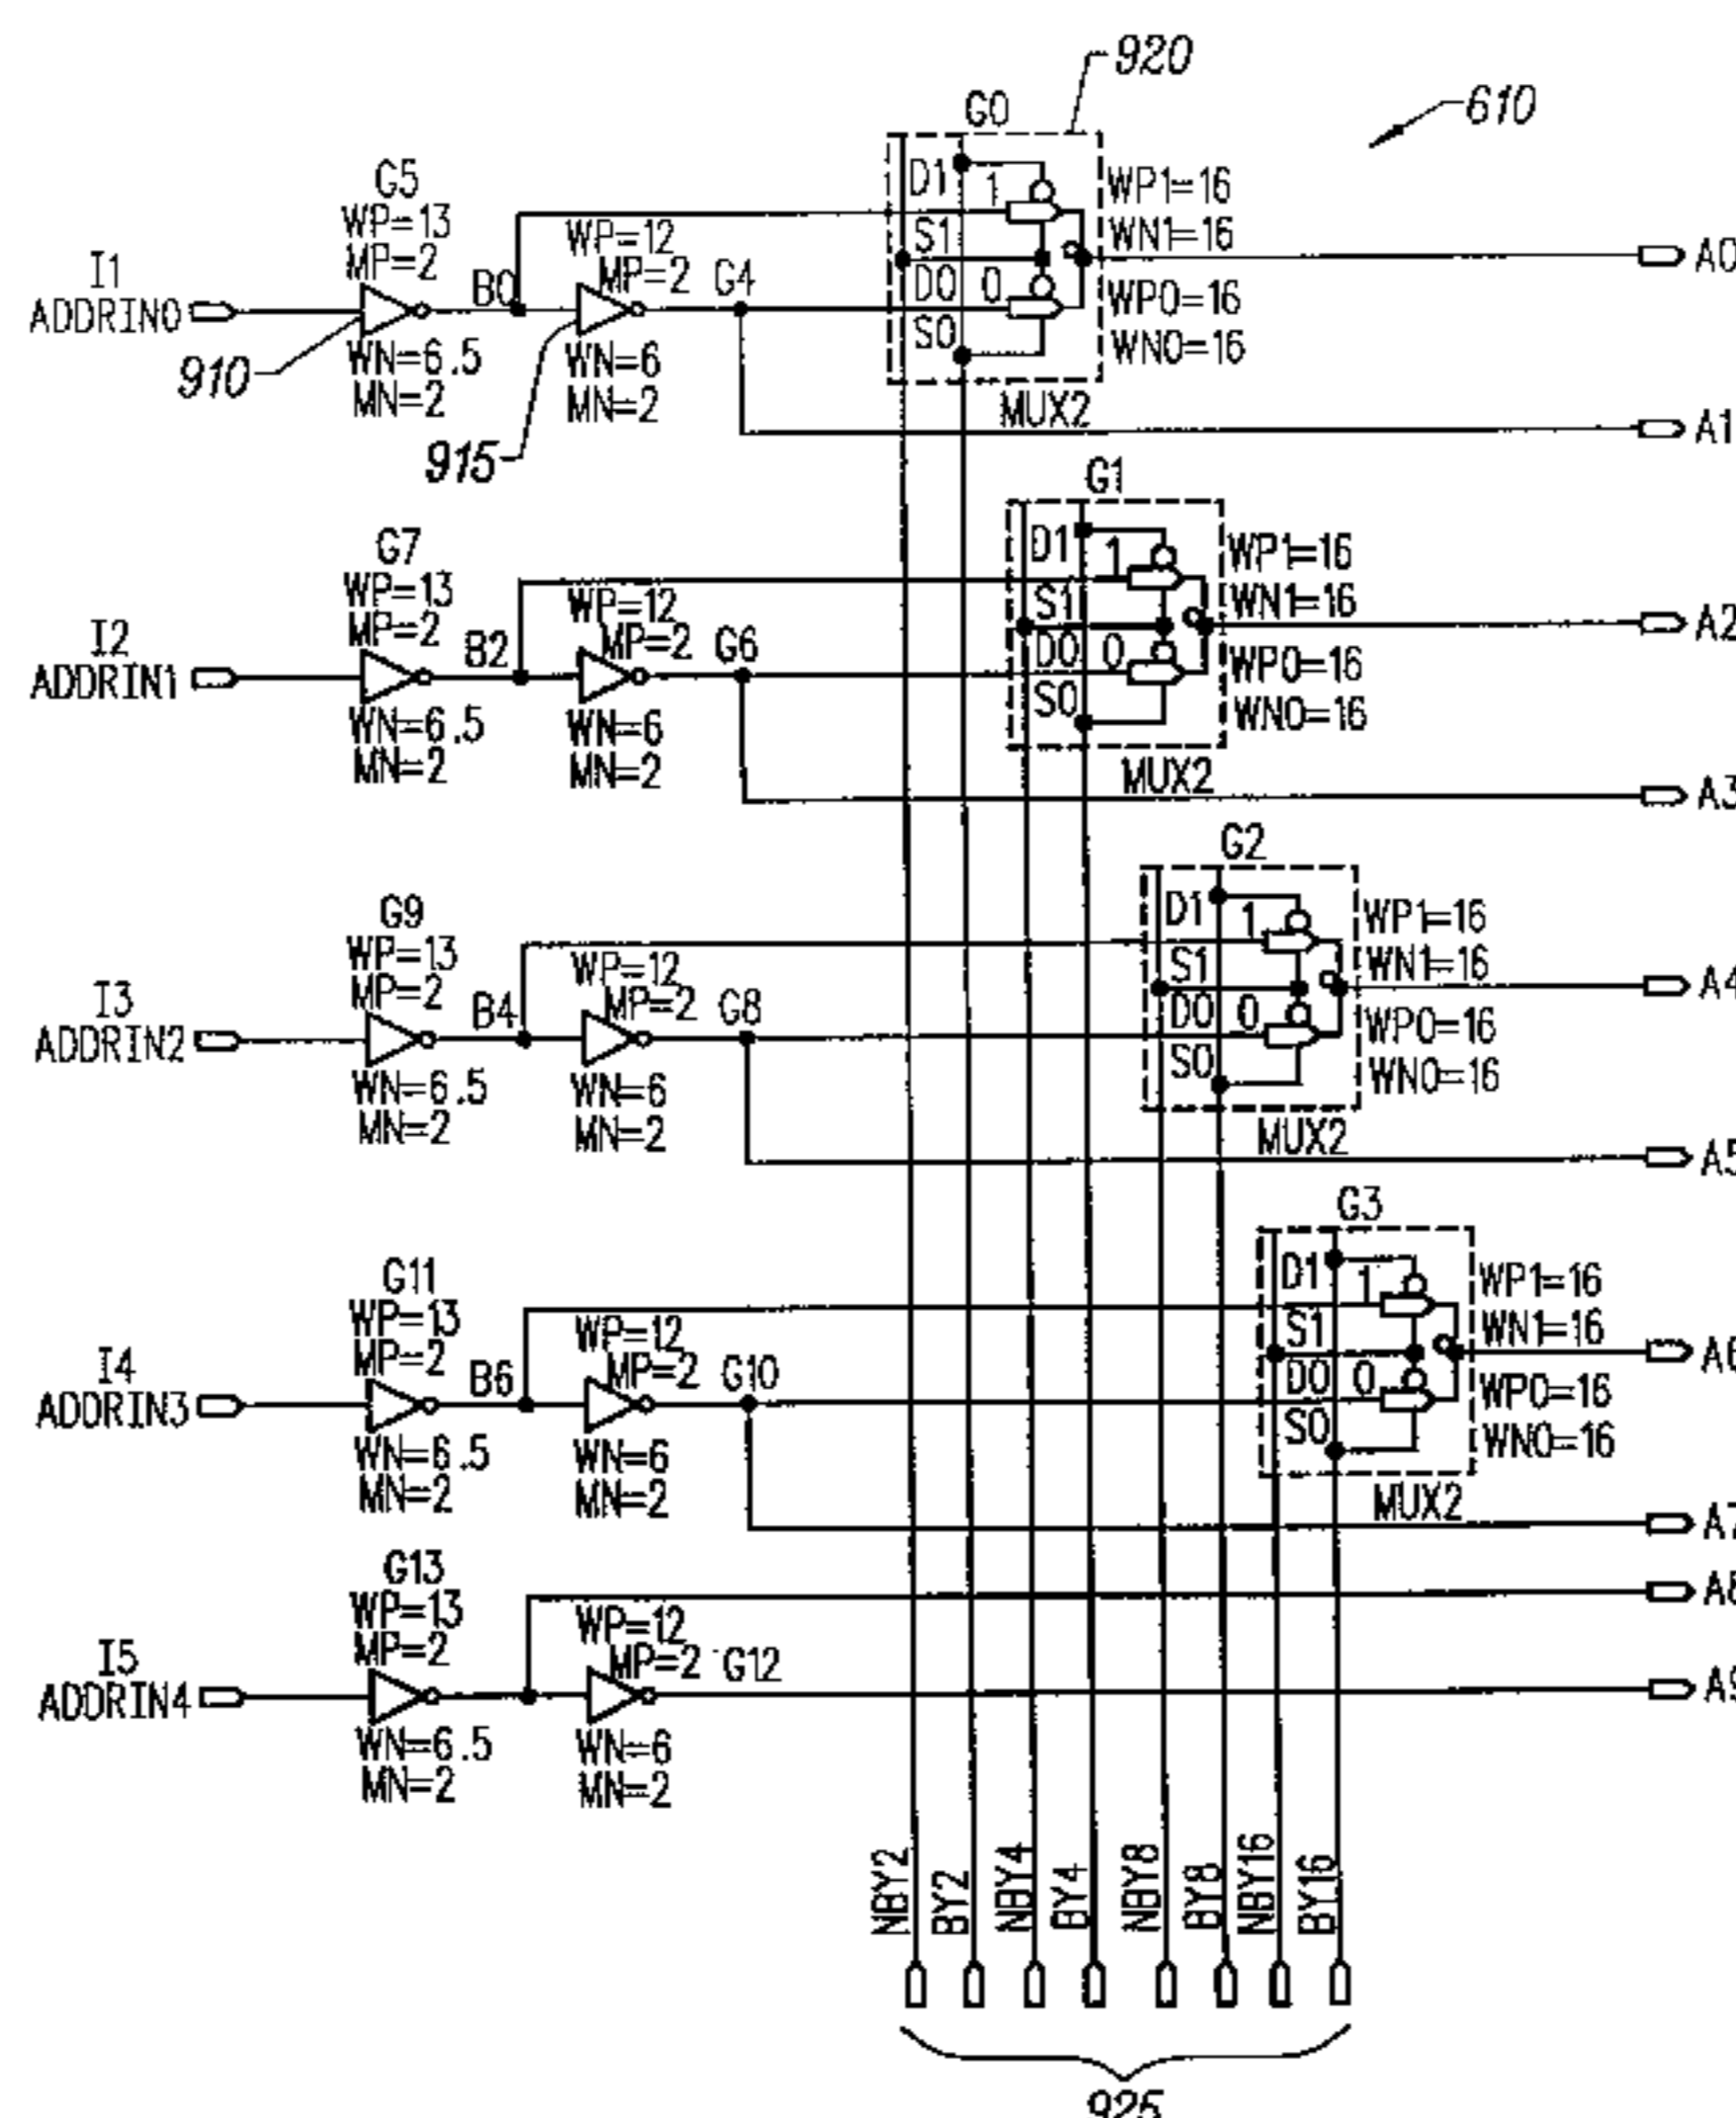 920
610
G0
G5
WP=13
MP=2
I1
ADDRIN0
B0
WN=6.5
MN=2
910
WP=12
MP=2
G4
WN=6
MN=2
915
D1
1
S1
D0
0
S0
WP1=16
WN1=16
WP0=16
WN0=16
MUX2
A0
A1
G1
G7
WP=13
MP=2
I2
ADDRIN1
B2
WN=6.5
MN=2
WP=12
MP=2
G6
WN=6
MN=2
D1
1
S1
D0
0
S0
WP1=16
WN1=16
WP0=16
WN0=16
MUX2
A2
A3
G2
G9
WP=13
MP=2
I3
ADDRIN2
B4
WN=6.5
MN=2
WP=12
MP=2
G8
WN=6
MN=2
D1
1
S1
D0
0
S0
WP1=16
WN1=16
WP0=16
WN0=16
MUX2
A4
A5
G3
G11
WP=13
MP=2
I4
ADDRIN3
B6
WN=6.5
MN=2
WP=12
MP=2
G10
WN=6
MN=2
D1
1
S1
D0
0
S0
WP1=16
WN1=16
WP0=16
WN0=16
MUX2
A6
A7
G13
WP=13
MP=2
I5
ADDRIN4
WN=6.5
MN=2
WP=12
MP=2
G12
WN=6
MN=2
A8
A9
NBY2
BY2
NBY4
BY4
NBY8
BY8
NBY16
BY16
925